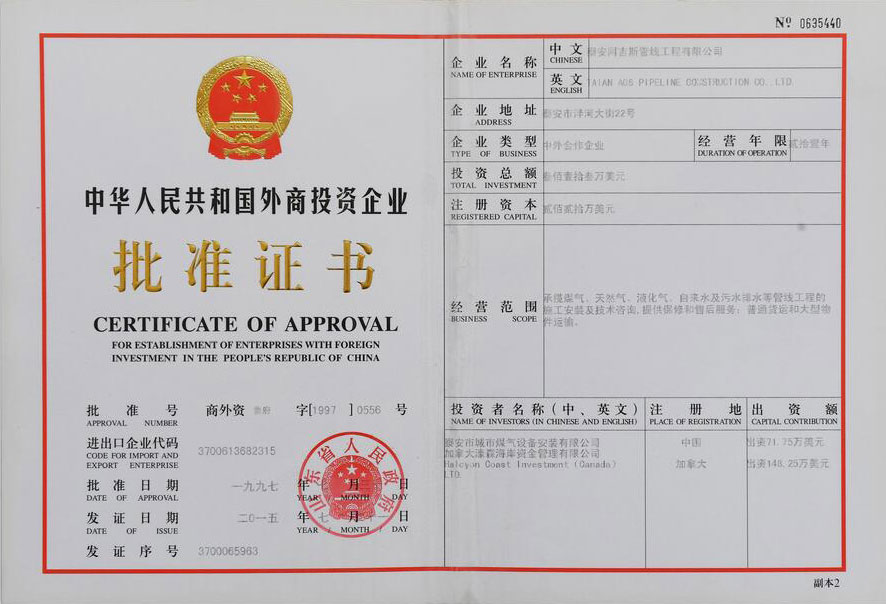 Nº 0635440
中华人民共和国外商投资企业
批准证书
CERTIFICATE OF APPROVAL
FOR ESTABLISHMENT OF ENTERPRISES WITH FOREIGN
INVESTMENT IN THE PEOPLE'S REPUBLIC OF CHINA
批准号 商外资 字[1997 ]0556 号
APPROVAL NUMBER
进出口企业代码 3700613682315
CODE FOR IMPORT AND
EXPORT ENTERPRISE
批准日期 一九九七 年 月 日
DATE OF APPROVAL YEAR MONTH DAY
发证日期 二〇一五 年 七 月 日
DATE OF ISSUE YEAR MONTH DAY
发证序号 3700065963
山东省人民政府
企业名称 中文 泰安阿吉斯管线工程有限公司
NAME OF ENTERPRISE CHINESE
英文 TAIAN AGS PIPELINE CONSTRUCTION CO.,LTD.
ENGLISH
企业地址 泰安市泮河大街22号
ADDRESS
企业类型 中外合作企业 经营年限 贰拾壹年
TYPE OF BUSINESS DURATION OF OPERATION
投资总额 叁佰壹拾叁万美元
TOTAL INVESTMENT
注册资本 贰佰贰拾万美元
REGISTERED CAPITAL
经营范围 承揽煤气、天然气、液化气、自来水及污水排水等管线工程的
施工安装及技术咨询,提供保修和售后服务;普通货运和大型物
件运输。
BUSINESS SCOPE
投资者名称(中、英文) 注册地 出资额
NAME OF INVESTORS (IN CHINESE AND ENGLISH) PLACE OF REGISTRATION CAPITAL CONTRIBUTION
泰安市城市煤气设备安装有限公司 中国 出资71.75万美元
加拿大濠森海岸资金管理有限公司
Halcyon Coast Investment (Canada) 加拿大 出资148.25万美元
LTD.
副本2